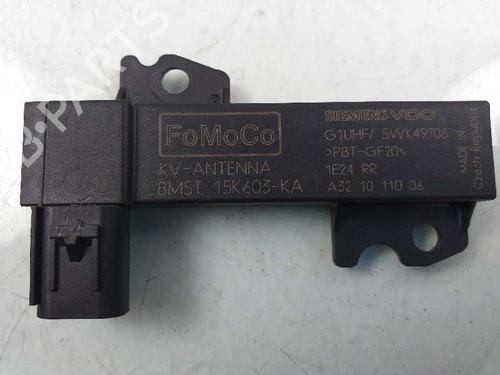 FoMoCo
KV-ANTENNA
8M5T 15K603-KA
SIEMENS VDO
G1UHF/ 5WK49706
>PBT-GF20<
1E24 RR
A32 10 110 06
MADE IN
Czech Republic
B-PARTS